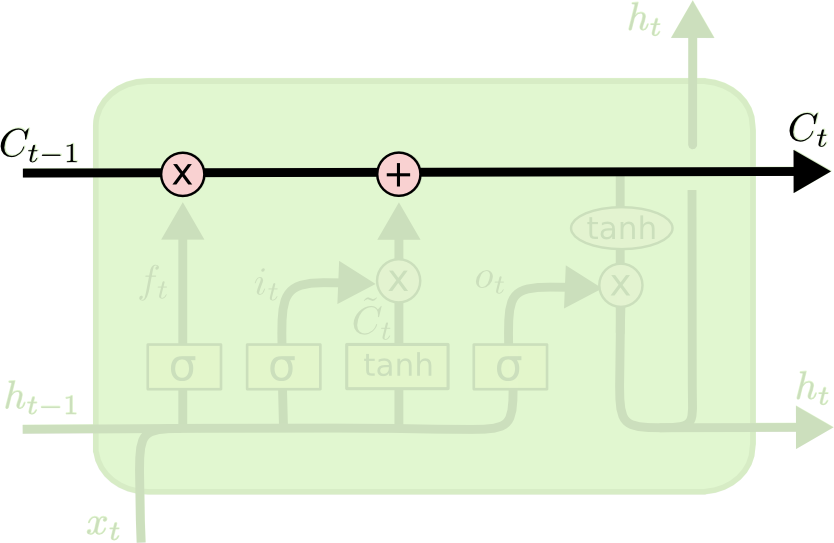 h_t
C_{t-1} C_t
x +
tanh
f_t i_t x o_t x
C̃_t
σ σ tanh σ
h_{t-1} h_t
x_t